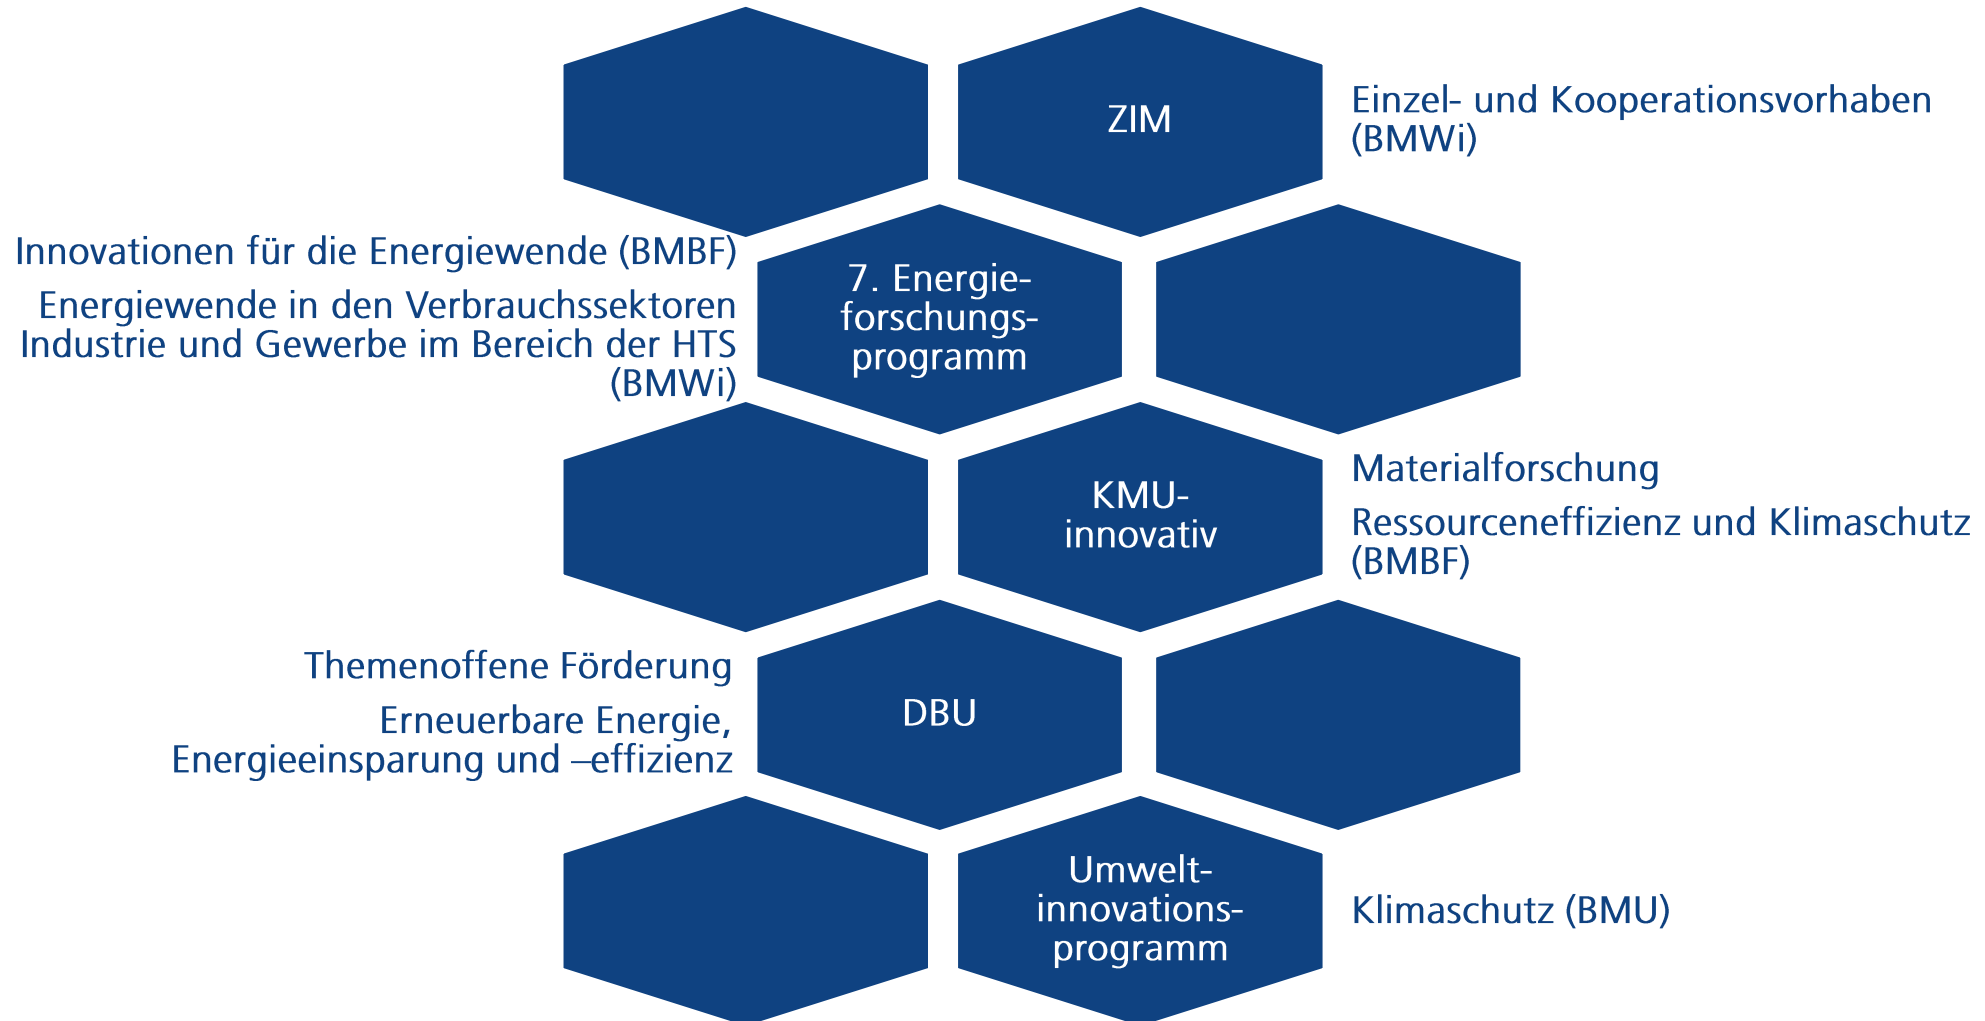 ZIM
Einzel- und Kooperationsvorhaben
(BMWi)
Innovationen für die Energiewende (BMBF)
Energiewende in den Verbrauchssektoren
Industrie und Gewerbe im Bereich der HTS
(BMWi)
7. Energie-
forschungs-
programm
KMU-
innovativ
Materialforschung
Ressourceneffizienz und Klimaschutz
(BMBF)
Themenoffene Förderung
Erneuerbare Energie,
Energieeinsparung und –effizienz
DBU
Umwelt-
innovations-
programm
Klimaschutz (BMU)